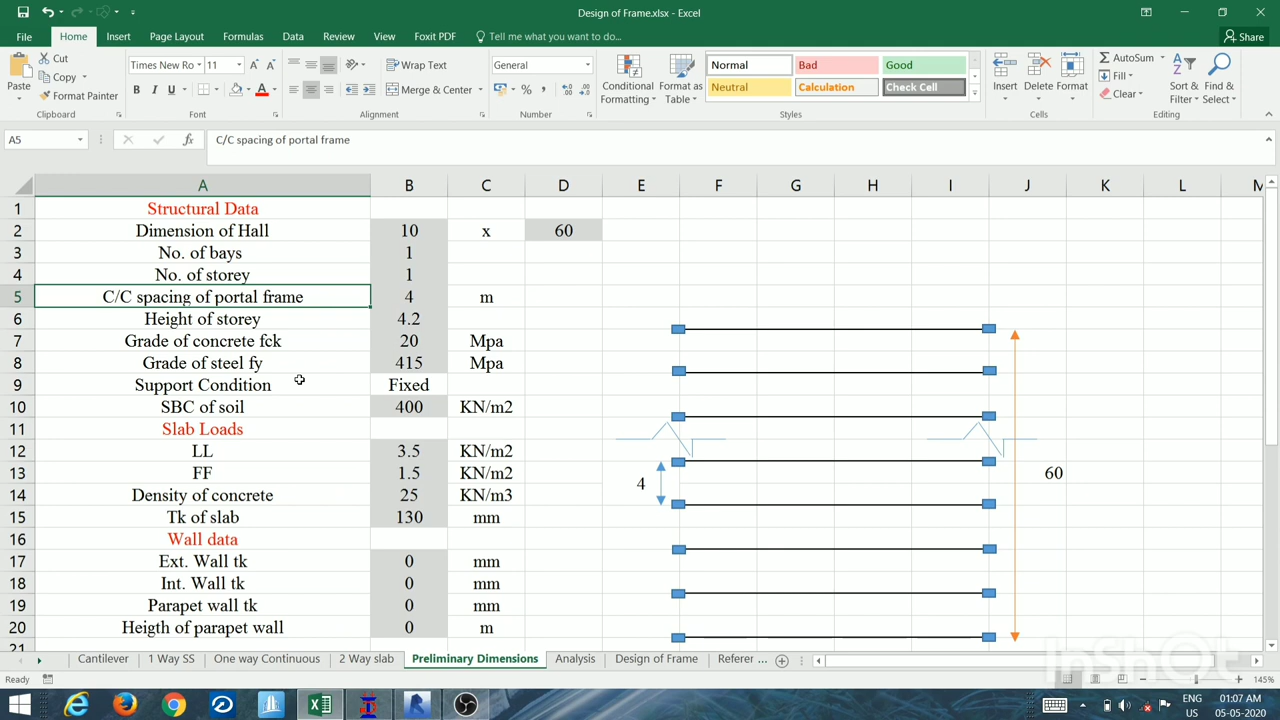 Design of Frame.xlsx - Excel
File Home Insert Page Layout Formulas Data Review View Foxit PDF Tell me what you want to do... Share
Paste
Cut
Copy
Format Painter
Clipboard
Times New Ro 11
B I U
Font
Wrap Text
Merge & Center
Alignment
General
%
Number
Conditional Formatting
Format as Table
Normal Bad Good
Neutral Calculation Check Cell
Styles
Insert Delete Format
Cells
AutoSum
Fill
Clear
Sort & Filter
Find & Select
Editing
A5 fx C/C spacing of portal frame
A B C D E F G H I J K L M
1 Structural Data
2 Dimension of Hall 10 x 60
3 No. of bays 1
4 No. of storey 1
5 C/C spacing of portal frame 4 m
6 Height of storey 4.2
7 Grade of concrete fck 20 Mpa
8 Grade of steel fy 415 Mpa
9 Support Condition Fixed
10 SBC of soil 400 KN/m2
11 Slab Loads
12 LL 3.5 KN/m2
13 FF 1.5 KN/m2
14 Density of concrete 25 KN/m3
15 Tk of slab 130 mm
16 Wall data
17 Ext. Wall tk 0 mm
18 Int. Wall tk 0 mm
19 Parapet wall tk 0 mm
20 Heigth of parapet wall 0 m
21
4
60
Cantilever 1 Way SS One way Continuous 2 Way slab Preliminary Dimensions Analysis Design of Frame Referer ...
InShOt
Ready 145%
ENG 01:07 AM
US 05-05-2020